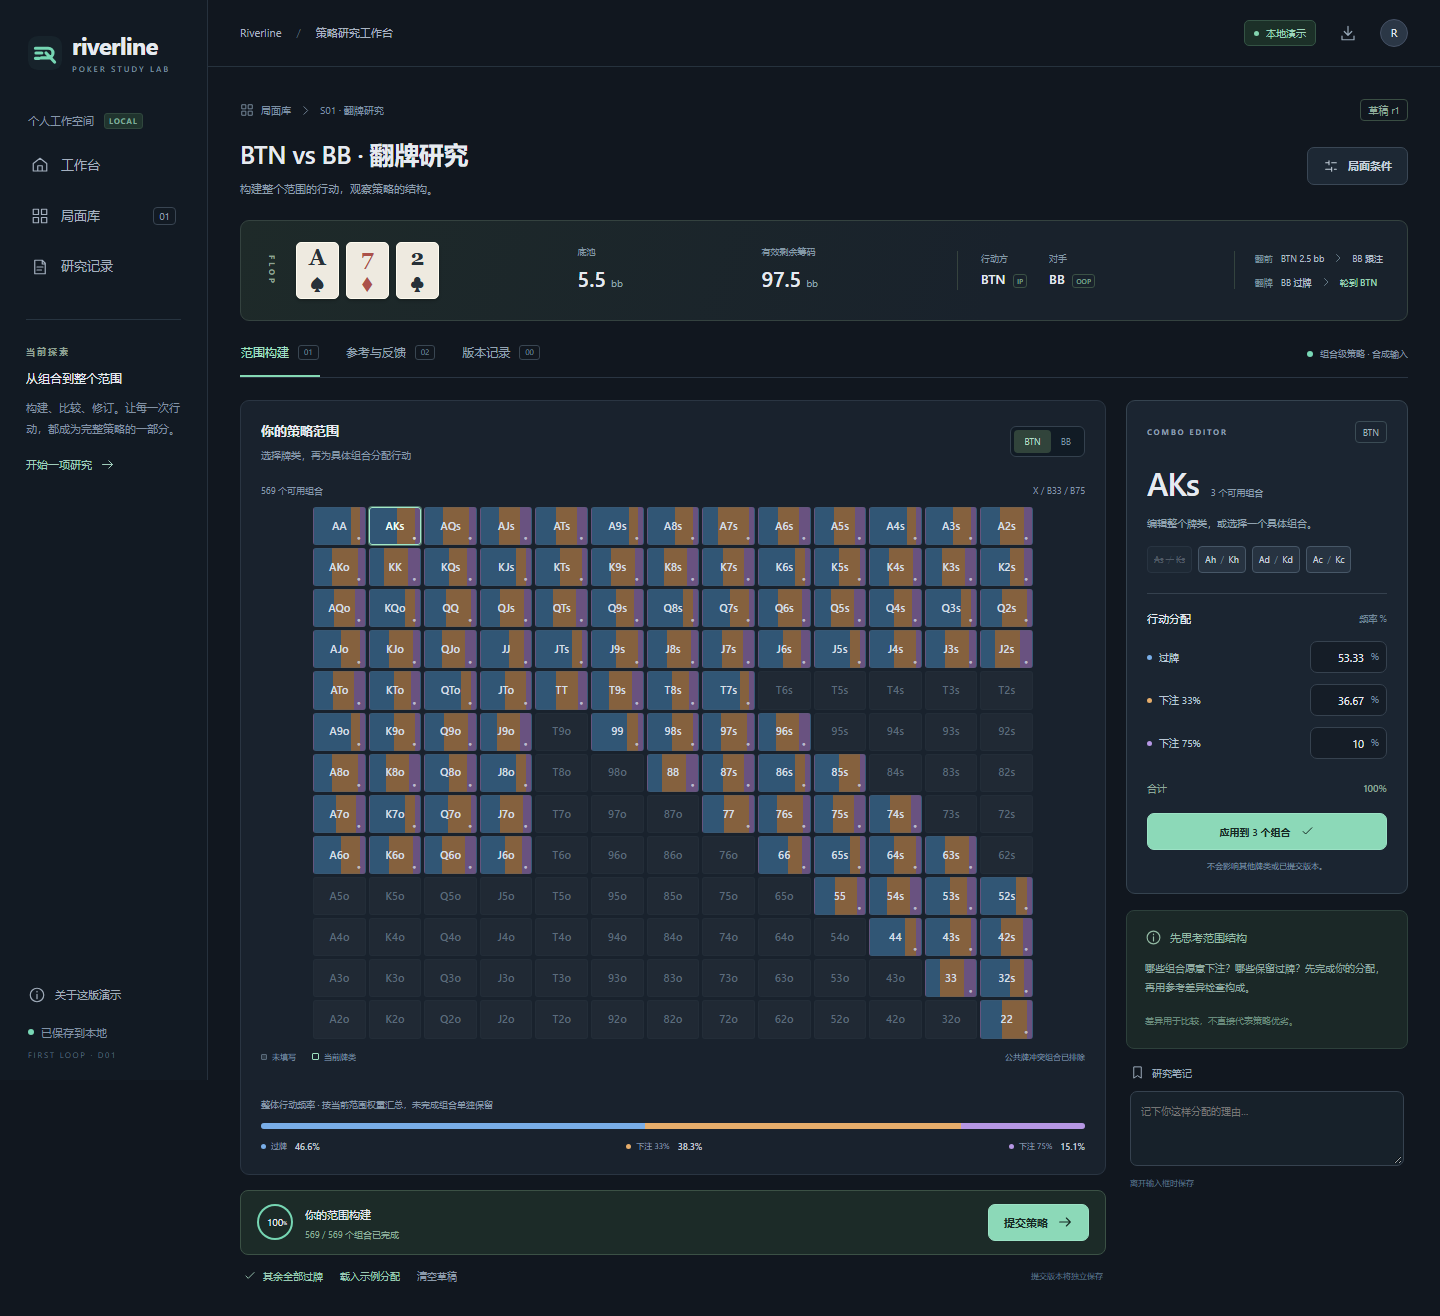 riverline
POKER STUDY LAB
个人工作空间 LOCAL
工作台
局面库 01
研究记录
当前探索
从组合到整个范围
构建、比较、修订。让每一次行
动，都成为完整策略的一部分。
开始一项研究
关于这版演示
已保存到本地
FIRST LOOP · D01
Riverline / 策略研究工作台
本地演示
R
局面库 S01 · 翻牌研究
草稿 r1
BTN vs BB · 翻牌研究
构建整个范围的行动，观察策略的结构。
局面条件
FLOP
A 7 2
底池
5.5 bb
有效剩余筹码
97.5 bb
行动方
BTN IP
对手
BB OOP
翻前 BTN 2.5 bb BB 跟注
翻牌 BB 过牌 轮到 BTN
范围构建 01
参考与反馈 02
版本记录 00
组合级策略 · 合成输入
你的策略范围
选择牌类，再为具体组合分配行动
BTN BB
569 个可用组合
X / B33 / B75
AA AKs AQs AJs ATs A9s A8s A7s A6s A5s A4s A3s A2s
AKo KK KQs KJs KTs K9s K8s K7s K6s K5s K4s K3s K2s
AQo KQo QQ QJs QTs Q9s Q8s Q7s Q6s Q5s Q4s Q3s Q2s
AJo KJo QJo JJ JTs J9s J8s J7s J6s J5s J4s J3s J2s
ATo KTo QTo JTo TT T9s T8s T7s T6s T5s T4s T3s T2s
A9o K9o Q9o J9o T9o 99 98s 97s 96s 95s 94s 93s 92s
A8o K8o Q8o J8o T8o 98o 88 87s 86s 85s 84s 83s 82s
A7o K7o Q7o J7o T7o 97o 87o 77 76s 75s 74s 73s 72s
A6o K6o Q6o J6o T6o 96o 86o 76o 66 65s 64s 63s 62s
A5o K5o Q5o J5o T5o 95o 85o 75o 65o 55 54s 53s 52s
A4o K4o Q4o J4o T4o 94o 84o 74o 64o 54o 44 43s 42s
A3o K3o Q3o J3o T3o 93o 83o 73o 63o 53o 43o 33 32s
A2o K2o Q2o J2o T2o 92o 82o 72o 62o 52o 42o 32o 22
未填写 当前牌类
公共牌冲突组合已排除
整体行动频率 · 按当前范围权重汇总，未完成组合单独保留
过牌 46.6%
下注 33% 38.3%
下注 75% 15.1%
100%
你的范围构建
569 / 569 个组合已完成
提交策略
其余全部过牌 载入示例分配 清空草稿
提交版本将独立保存
COMBO EDITOR
BTN
AKs 3 个可用组合
编辑整个牌类，或选择一个具体组合。
As / Ks Ah / Kh Ad / Kd Ac / Kc
行动分配 频率 %
过牌 53.33 %
下注 33% 36.67 %
下注 75% 10 %
合计 100%
应用到 3 个组合
不会影响其他牌类或已提交版本。
先思考范围结构
哪些组合愿意下注？哪些保留过牌？先完成你的分配，
再用参考差异检查构成。
差异用于比较，不直接代表策略优劣。
研究笔记
记下你这样分配的理由...
离开输入框时保存